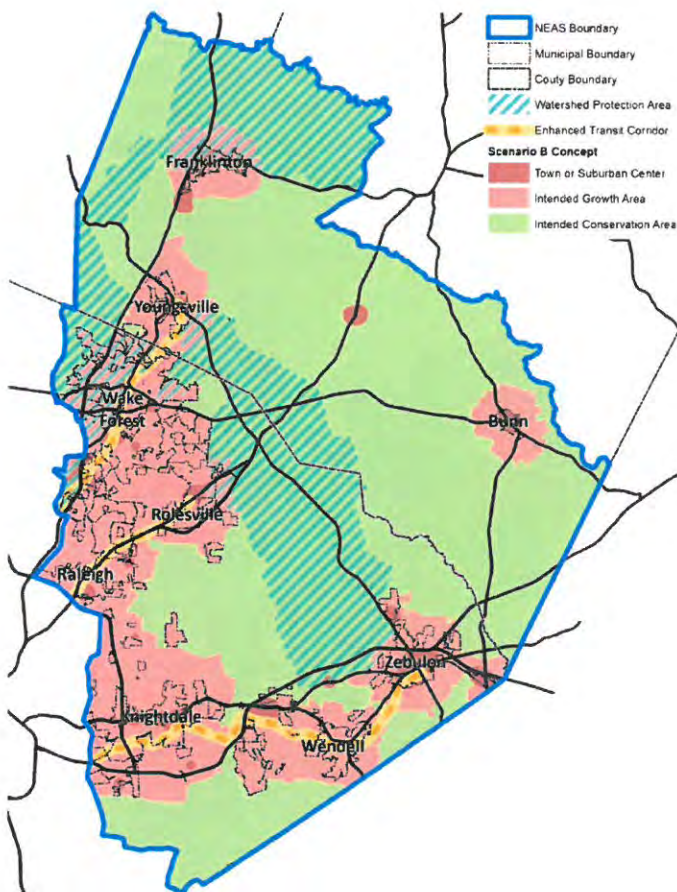 NEAS Boundary
Municipal Boundary
Couty Boundary
Watershed Protection Area
Enhanced Transit Corridor
Scenario B Concept
Town or Suburban Center
Intended Growth Area
Intended Conservation Area
Franklinton
Youngsville
Wake
Forest
Bunn
Rolesville
Raleigh
Zebulon
Knightdale
Wendell